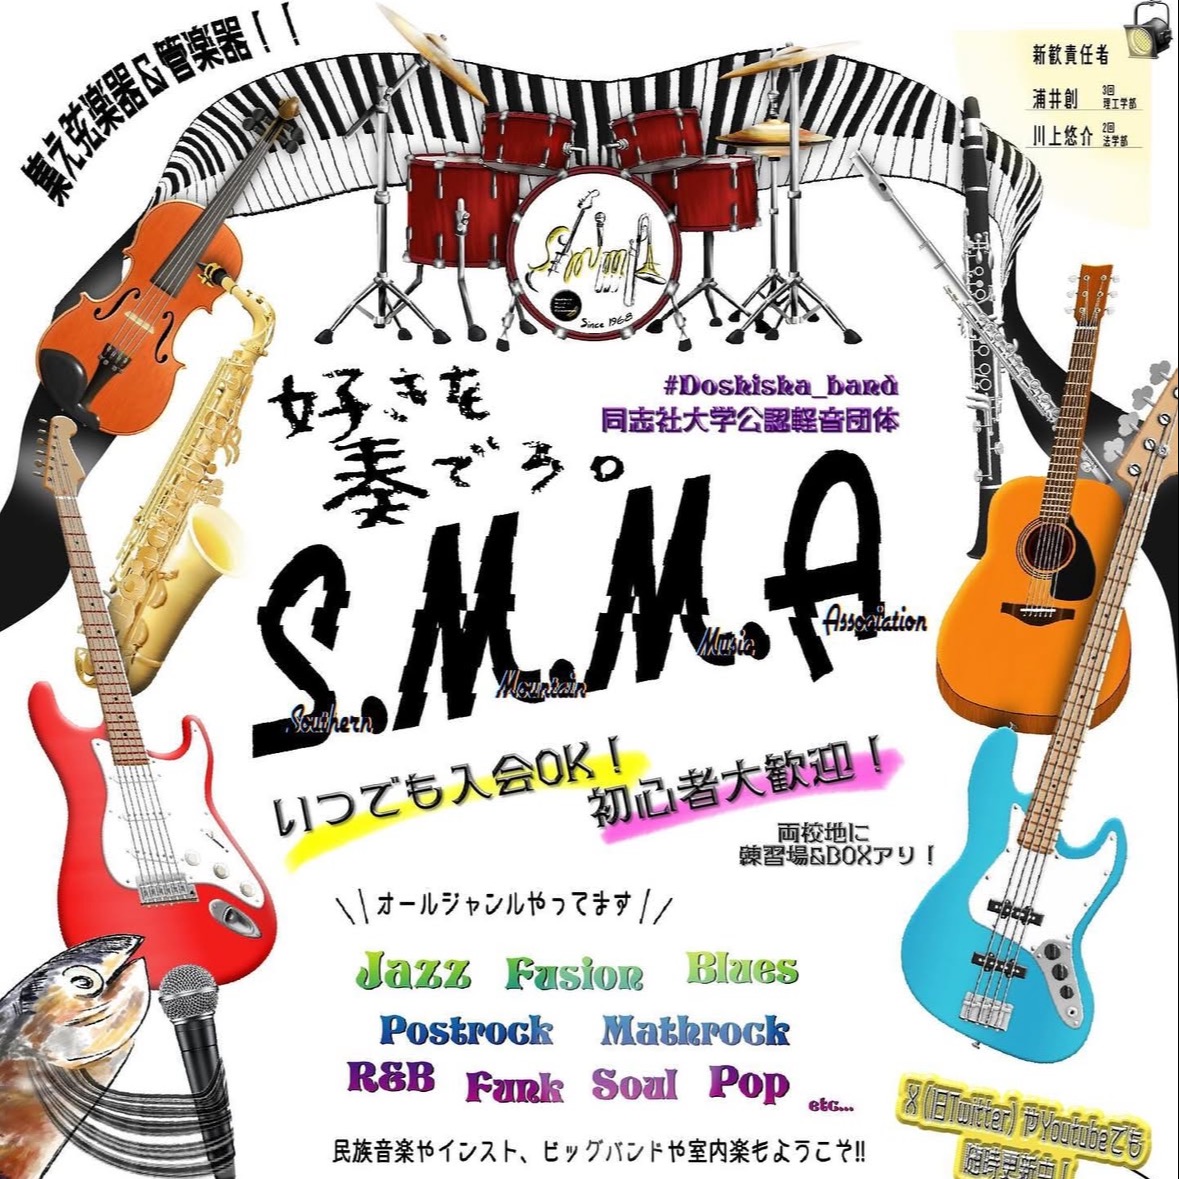 集え弦楽器&管楽器!!
新歓責任者
浦井創 3回 理工学部
川上悠介 2回 法学部
SMMA
Since 1968
好きを
奏でろ。
#Doshisha_band
同志社大学公認軽音団体
S.M.M.A
Southern
Mountain
Music
Association
いつでも入会OK!
初心者大歓迎!
両校地に
練習場&BOXアリ!
\\オールジャンルやってます//
Jazz Fusion Blues
Postrock Mathrock
R&B Funk Soul Pop etc...
民族音楽やインスト、ビッグバンドや室内楽もようこそ!!
X(旧Twitter)やYoutubeでも
随時更新中!